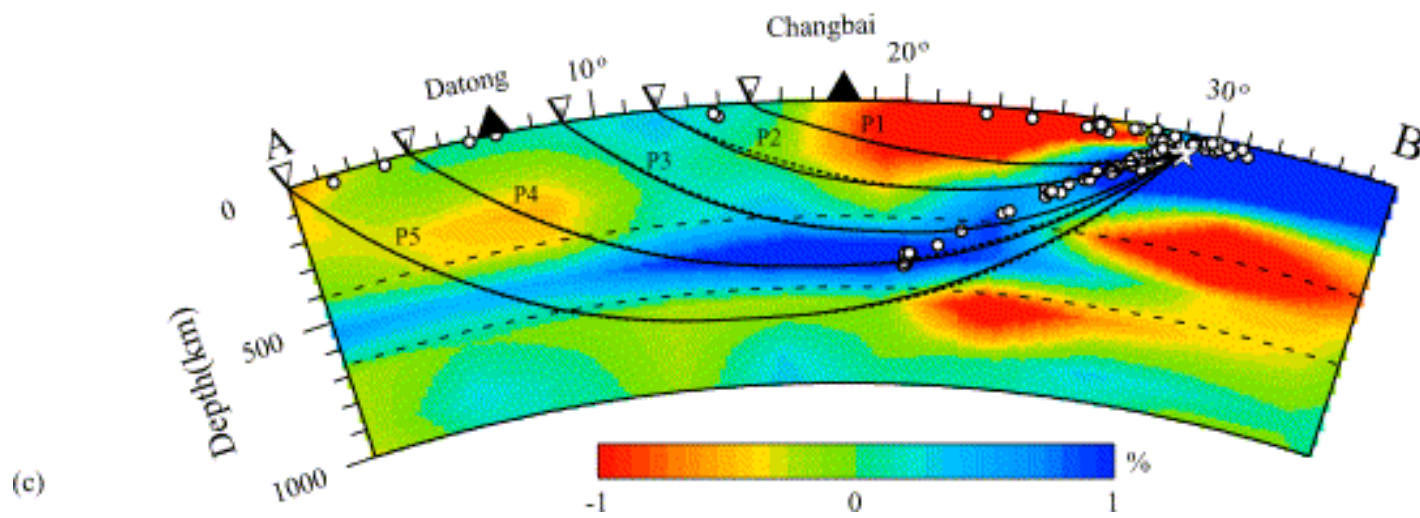 Changbai
20°
Datong
10°
30°
A
B
P1
P2
P3
P4
P5
0
500
1000
Depth(km)
%
-1 0 1
(c)